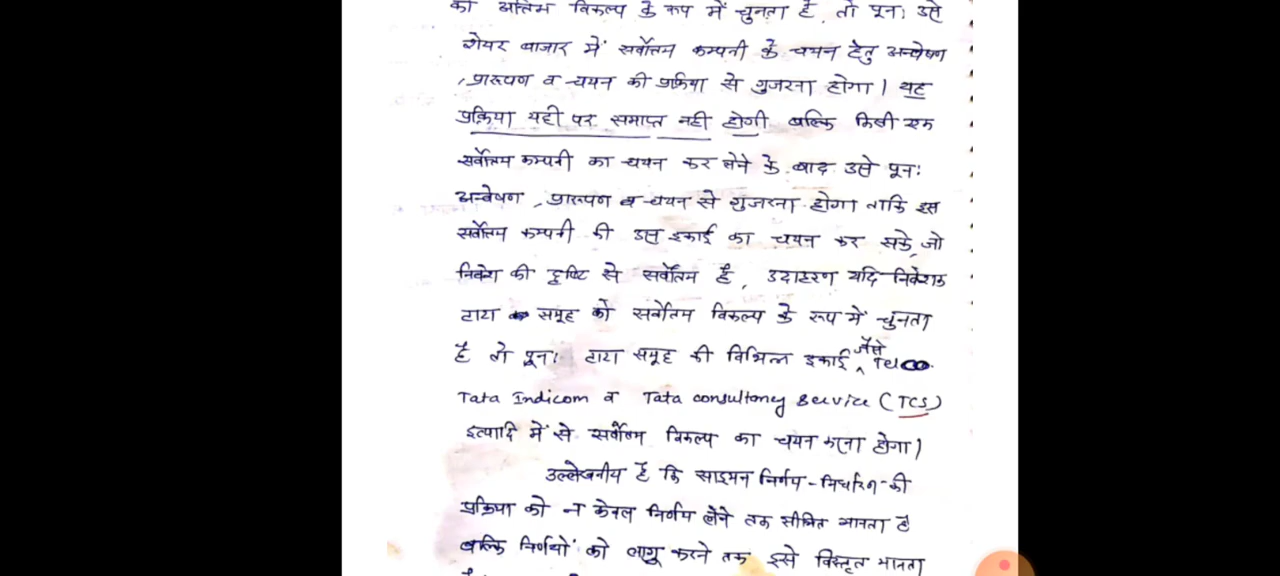 को अंतिम विकल्प के रूप में चुनता है, तो पून: उसे
शेयर बाजार में सर्वोत्तम कम्पनी के चयन हेतु अन्वेषण
, प्रारूपण व चयन की प्रक्रिया से गुजरना होगा। यह
प्रक्रिया यही पर समाप्त नही होगी बल्कि किसी एक
सर्वोत्तम कम्पनी का चयन कर लेने के बाद उसे पून:
अन्वेषण, प्रारूपण व चयन से गुजरना होगा ताकि इस
सर्वोत्तम कम्पनी की उस इकाई का चयन कर सके, जो
निवेश की दृष्टि से सर्वोत्तम है, उदाहरण यदि निवेशक
टाटा समूह को सर्वोतम विकल्प के रूप में चुनता
है तो पून: टाटा समूह की विभिन्न इकाई जैसे Telco.
Tata Indicom व Tata consultancy Service (TCS)
इत्यादि में से सर्वोत्तम विकल्प का चयन करना होगा।
उल्लेखनीय है कि साइमन निर्णय-निर्धारण की
प्रक्रिया को न केवल निर्णय लेने तक सीमित मानता है
बल्कि निर्णयों को लागू करने तक इसे विस्तृत मानता